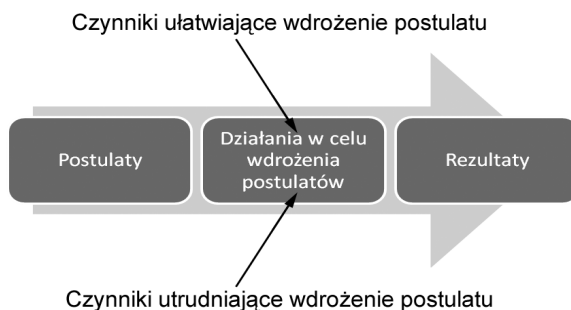 Czynniki ułatwiające wdrożenie postulatu
Postulaty
Działania w celu
wdrożenia
postulatów
Rezultaty
Czynniki utrudniające wdrożenie postulatu